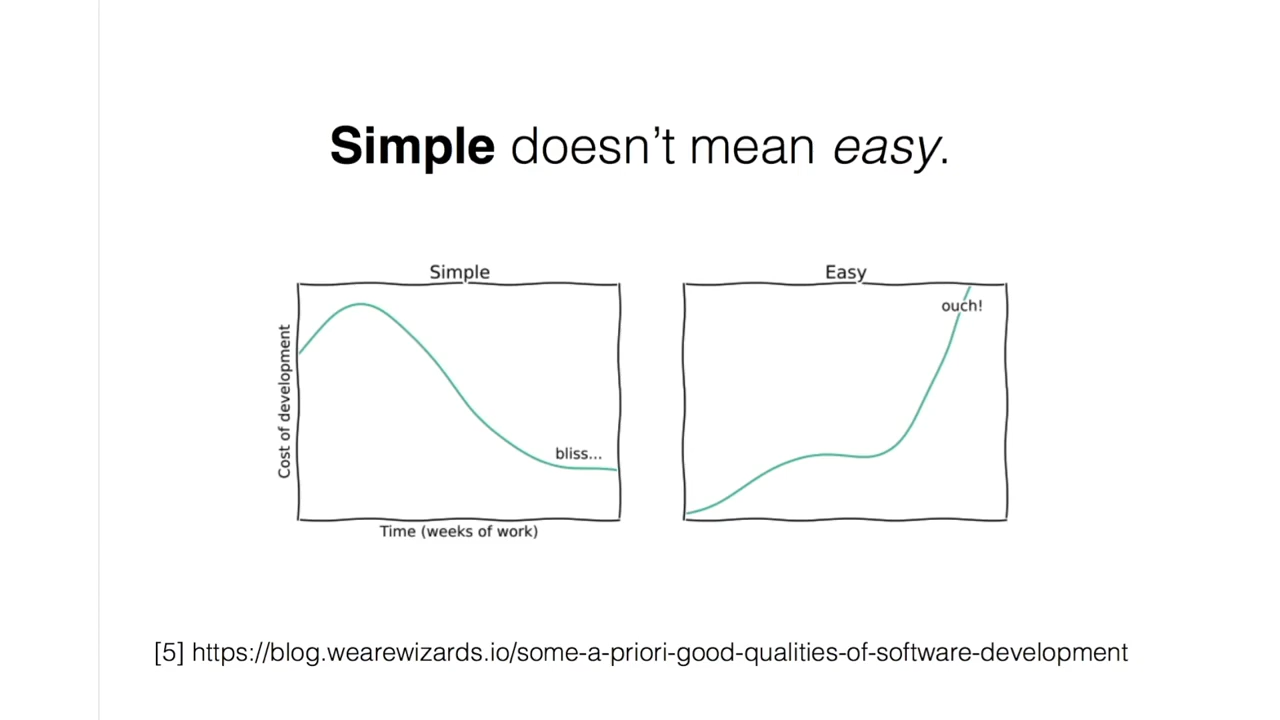 Simple doesn’t mean easy.
Simple
Cost of development
bliss...
Time (weeks of work)
Easy
ouch!
[5] https://blog.wearewizards.io/some-a-priori-good-qualities-of-software-development